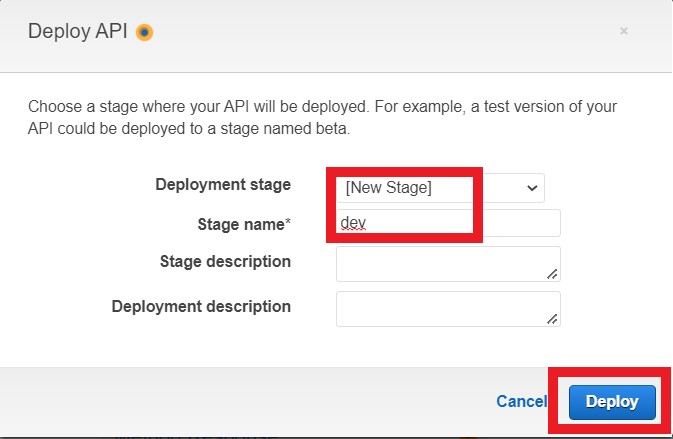 Deploy API
×
Choose a stage where your API will be deployed. For example, a test version of your
API could be deployed to a stage named beta.
Deployment stage [New Stage]
Stage name* dev
Stage description
Deployment description
Cancel Deploy